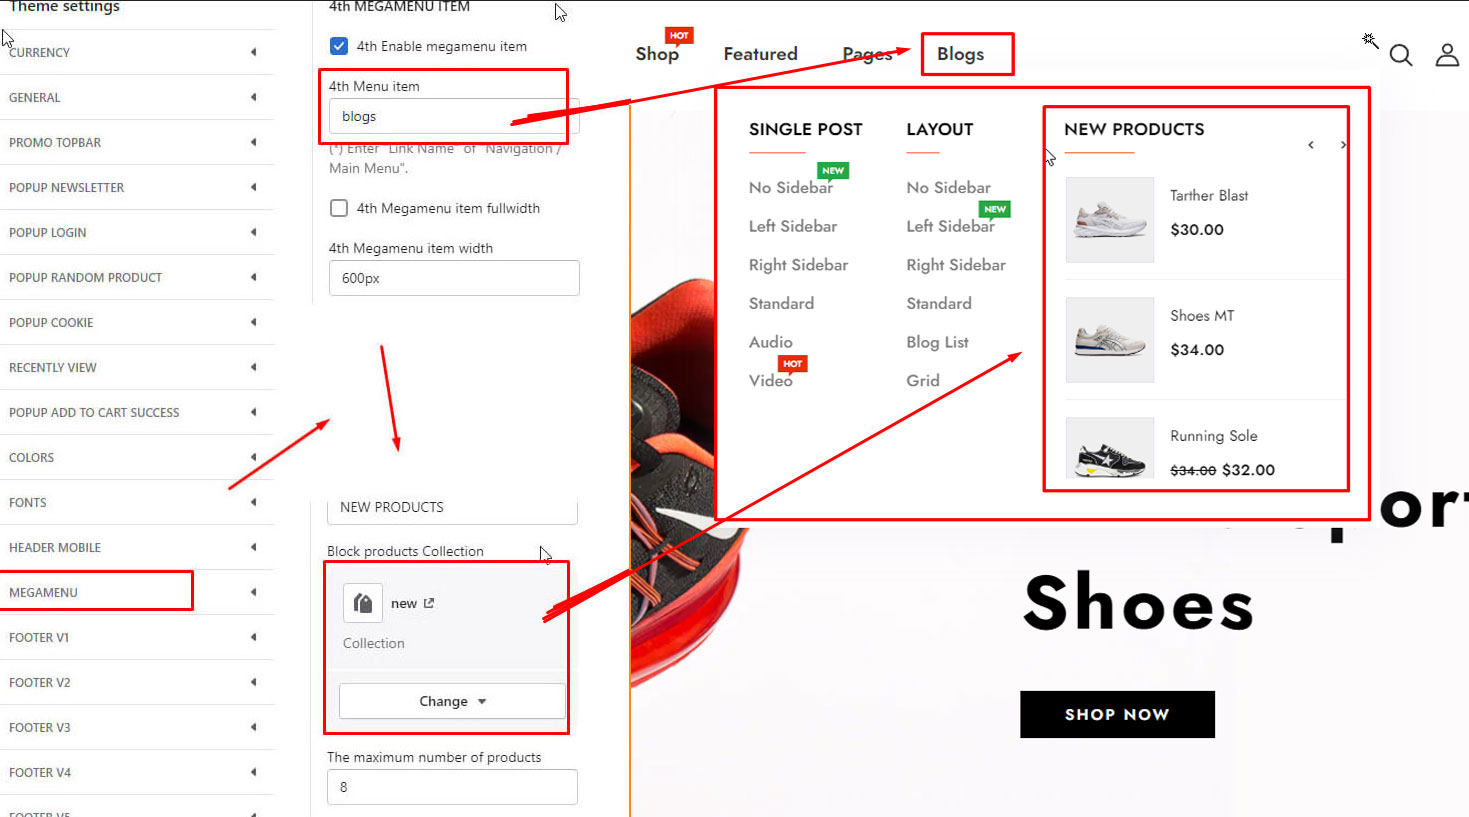 Theme settings
CURRENCY
GENERAL
PROMO TOPBAR
POPUP NEWSLETTER
POPUP LOGIN
POPUP RANDOM PRODUCT
POPUP COOKIE
RECENTLY VIEW
POPUP ADD TO CART SUCCESS
COLORS
FONTS
HEADER MOBILE
MEGAMENU
FOOTER V1
FOOTER V2
FOOTER V3
FOOTER V4
FOOTER V5
4th MEGAMENU ITEM
4th Enable megamenu item
4th Menu item
blogs
(*) Enter "Link Name" of "Navigation /
Main Menu".
4th Megamenu item fullwidth
4th Megamenu item width
600px
NEW PRODUCTS
Block products Collection
new
Collection
Change
The maximum number of products
8
HOT
Shop
Featured
Pages
Blogs
SINGLE POST
NEW
No Sidebar
Left Sidebar
Right Sidebar
Standard
Audio
HOT
Video
LAYOUT
No Sidebar
NEW
Left Sidebar
Right Sidebar
Standard
Blog List
Grid
NEW PRODUCTS
Tarther Blast
$30.00
Shoes MT
$34.00
Running Sole
$34.00 $32.00
Shoes
SHOP NOW